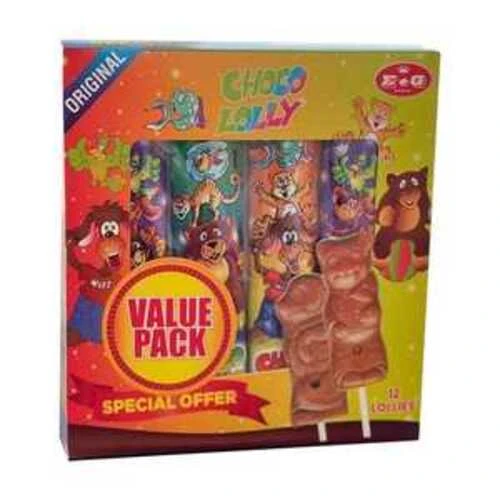 ORIGINAL
CHOCO
LOLLY
E&G
VALUE
PACK
SPECIAL OFFER
12
LOLLIES